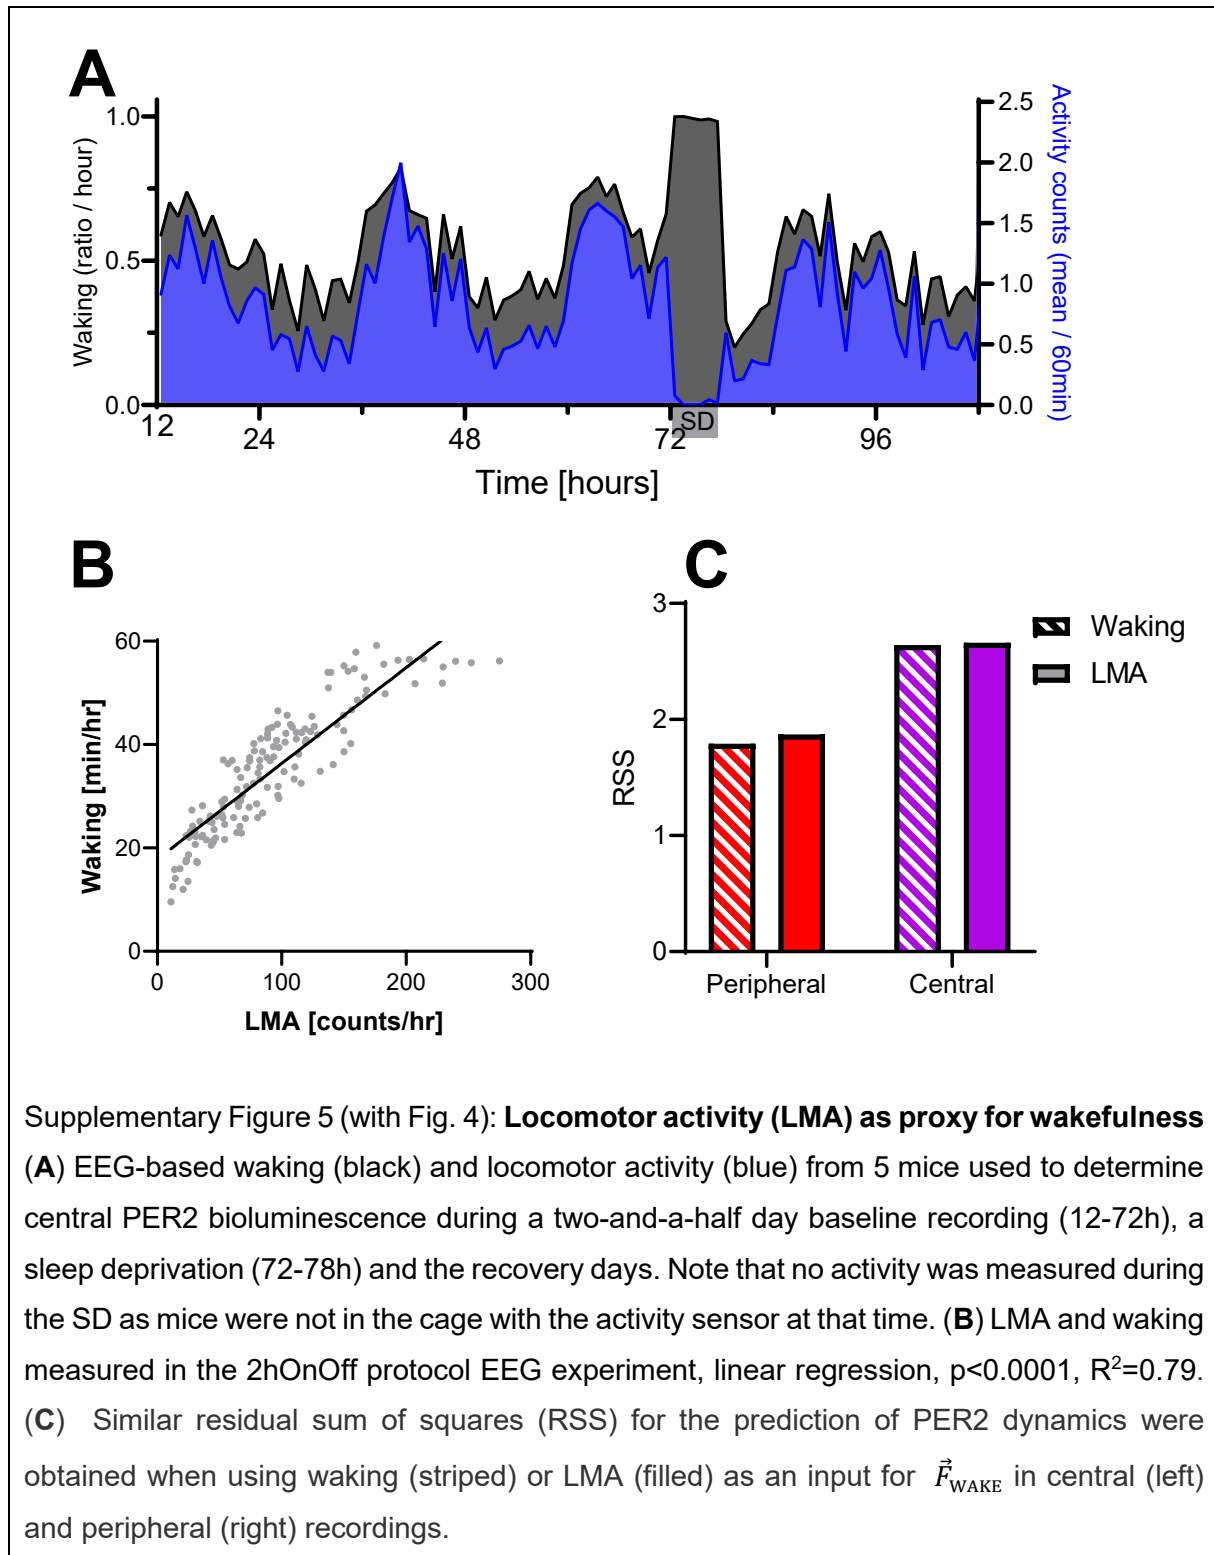 A
Waking (ratio / hour)
1.0
0.5
0.0
2.5
2.0
1.5
1.0
0.5
0.0
Activity counts (mean / 60min)
12
24
48
72
96
SD
Time [hours]
B
Waking [min/hr]
60
40
20
0
0
100
200
300
LMA [counts/hr]
C
RSS
3
2
1
0
Peripheral
Central
Waking
LMA
Supplementary Figure 5 (with Fig. 4): Locomotor activity (LMA) as proxy for wakefulness
(A) EEG-based waking (black) and locomotor activity (blue) from 5 mice used to determine
central PER2 bioluminescence during a two-and-a-half day baseline recording (12-72h), a
sleep deprivation (72-78h) and the recovery days. Note that no activity was measured during
the SD as mice were not in the cage with the activity sensor at that time. (B) LMA and waking
measured in the 2hOnOff protocol EEG experiment, linear regression, p<0.0001, R²=0.79.
(C) Similar residual sum of squares (RSS) for the prediction of PER2 dynamics were
obtained when using waking (striped) or LMA (filled) as an input for F⃗WAKE in central (left)
and peripheral (right) recordings.